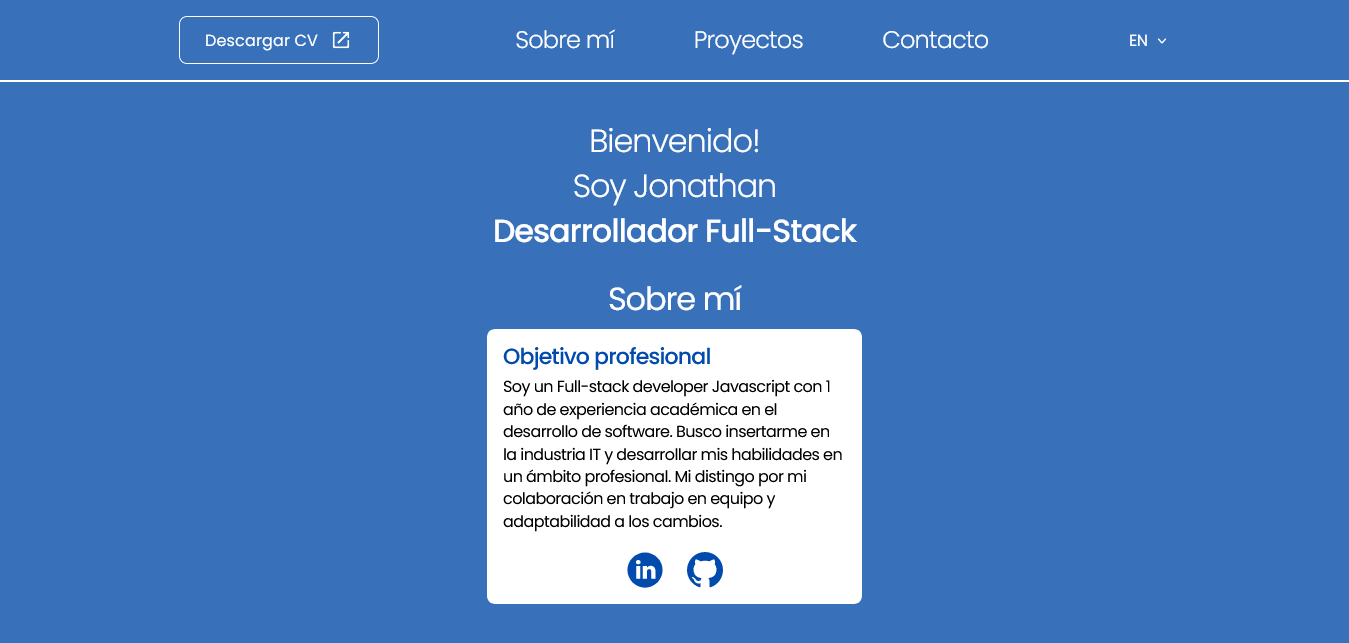 Descargar CV
Sobre mí
Proyectos
Contacto
EN
Bienvenido!
Soy Jonathan
Desarrollador Full-Stack
Sobre mí
Objetivo profesional
Soy un Full-stack developer Javascript con 1
año de experiencia académica en el
desarrollo de software. Busco insertarme en
la industria IT y desarrollar mis habilidades en
un ámbito profesional. Mi distingo por mi
colaboración en trabajo en equipo y
adaptabilidad a los cambios.
in